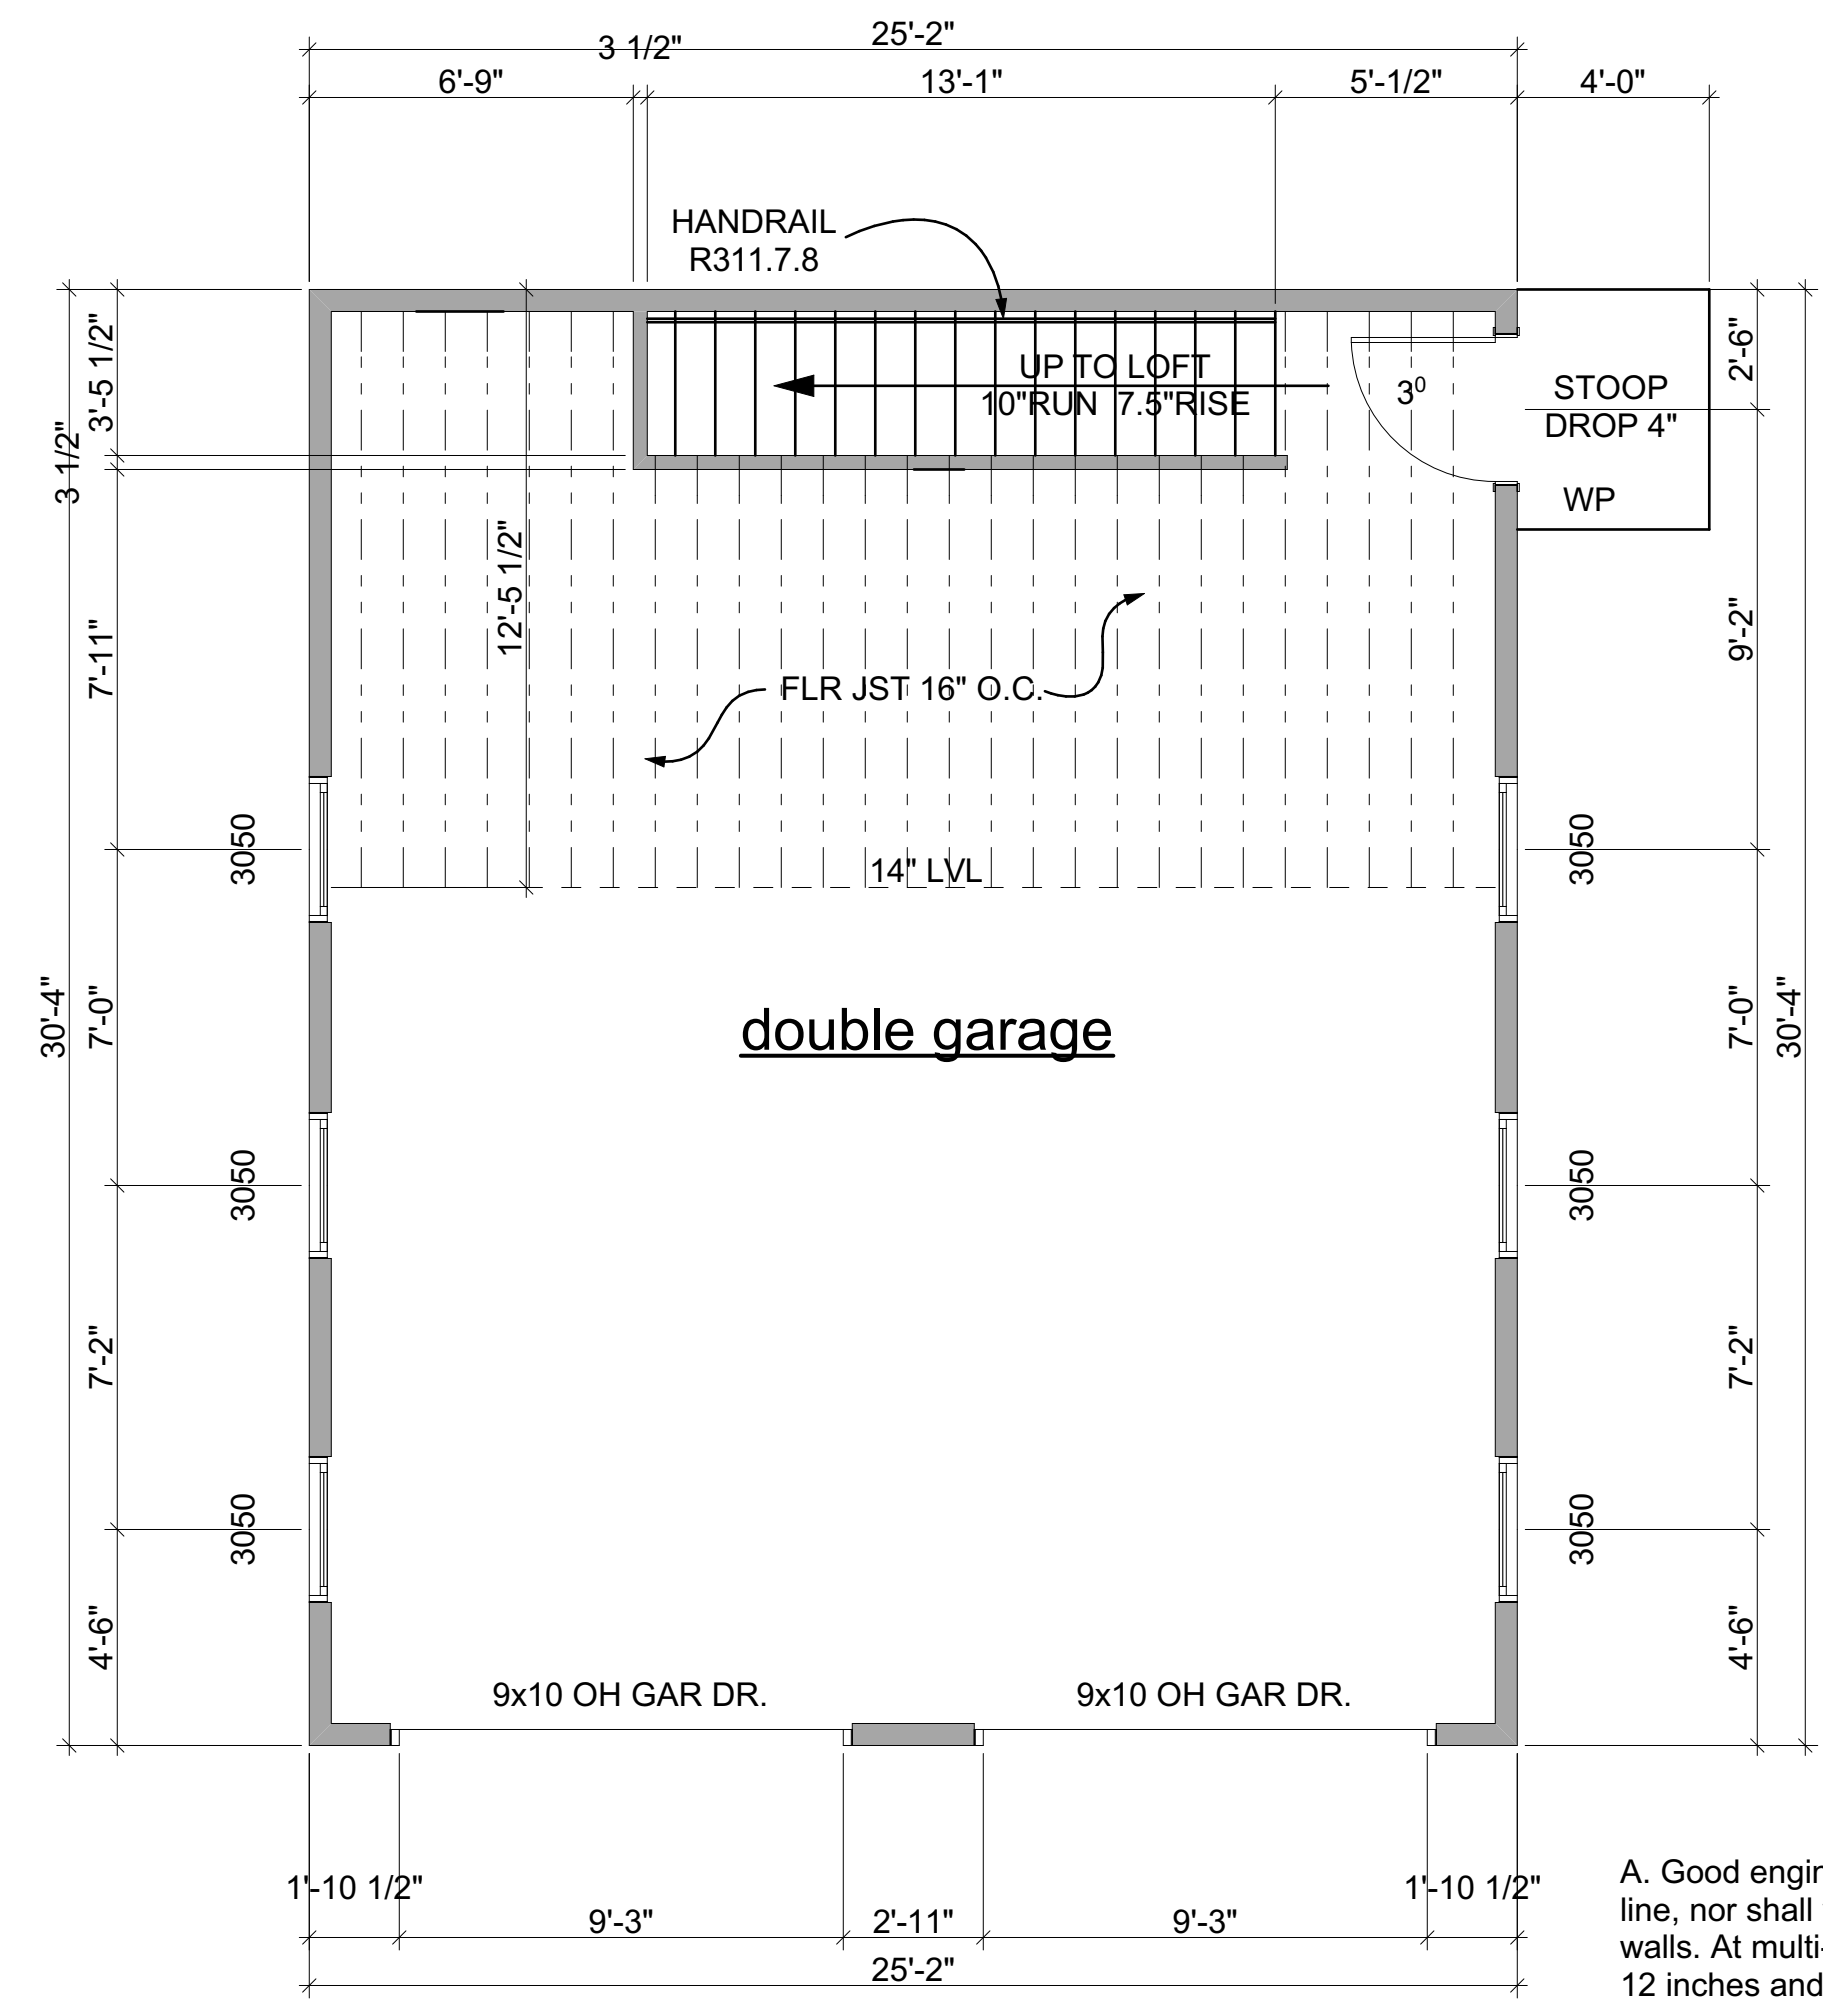 25'-2"
3 1/2"
6'-9"
13'-1"
5'-1/2"
4'-0"
HANDRAIL
R311.7.8
UP TO LOFT
10"RUN 7.5"RISE
3⁰
STOOP
DROP 4"
WP
3'-5 1/2"
3 1/2"
7'-11"
30'-4"
7'-0"
7'-2"
4'-6"
12'-5 1/2"
FLR JST 16" O.C.
14" LVL
2'-6"
9'-2"
7'-0"
30'-4"
7'-2"
4'-6"
3050
3050
3050
3050
3050
3050
double garage
9x10 OH GAR DR.
9x10 OH GAR DR.
1'-10 1/2"
1'-10 1/2"
9'-3"
2'-11"
9'-3"
25'-2"
A. Good
line, nor shall
walls. At multi-
12 inches and